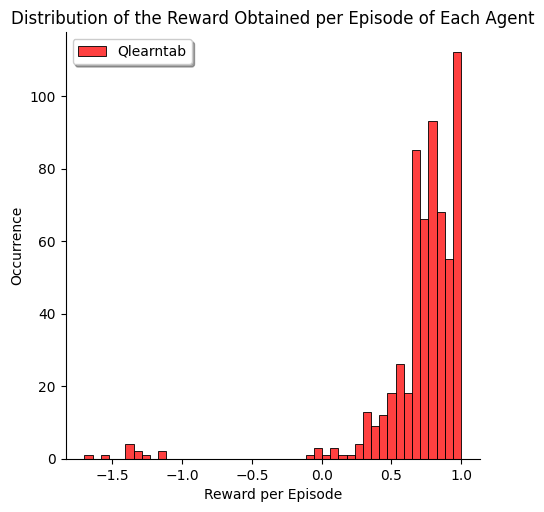 Distribution of the Reward Obtained per Episode of Each Agent
Qlearntab
100
80
60
40
20
0
Occurrence
−1.5 −1.0 −0.5 0.0 0.5 1.0
Reward per Episode